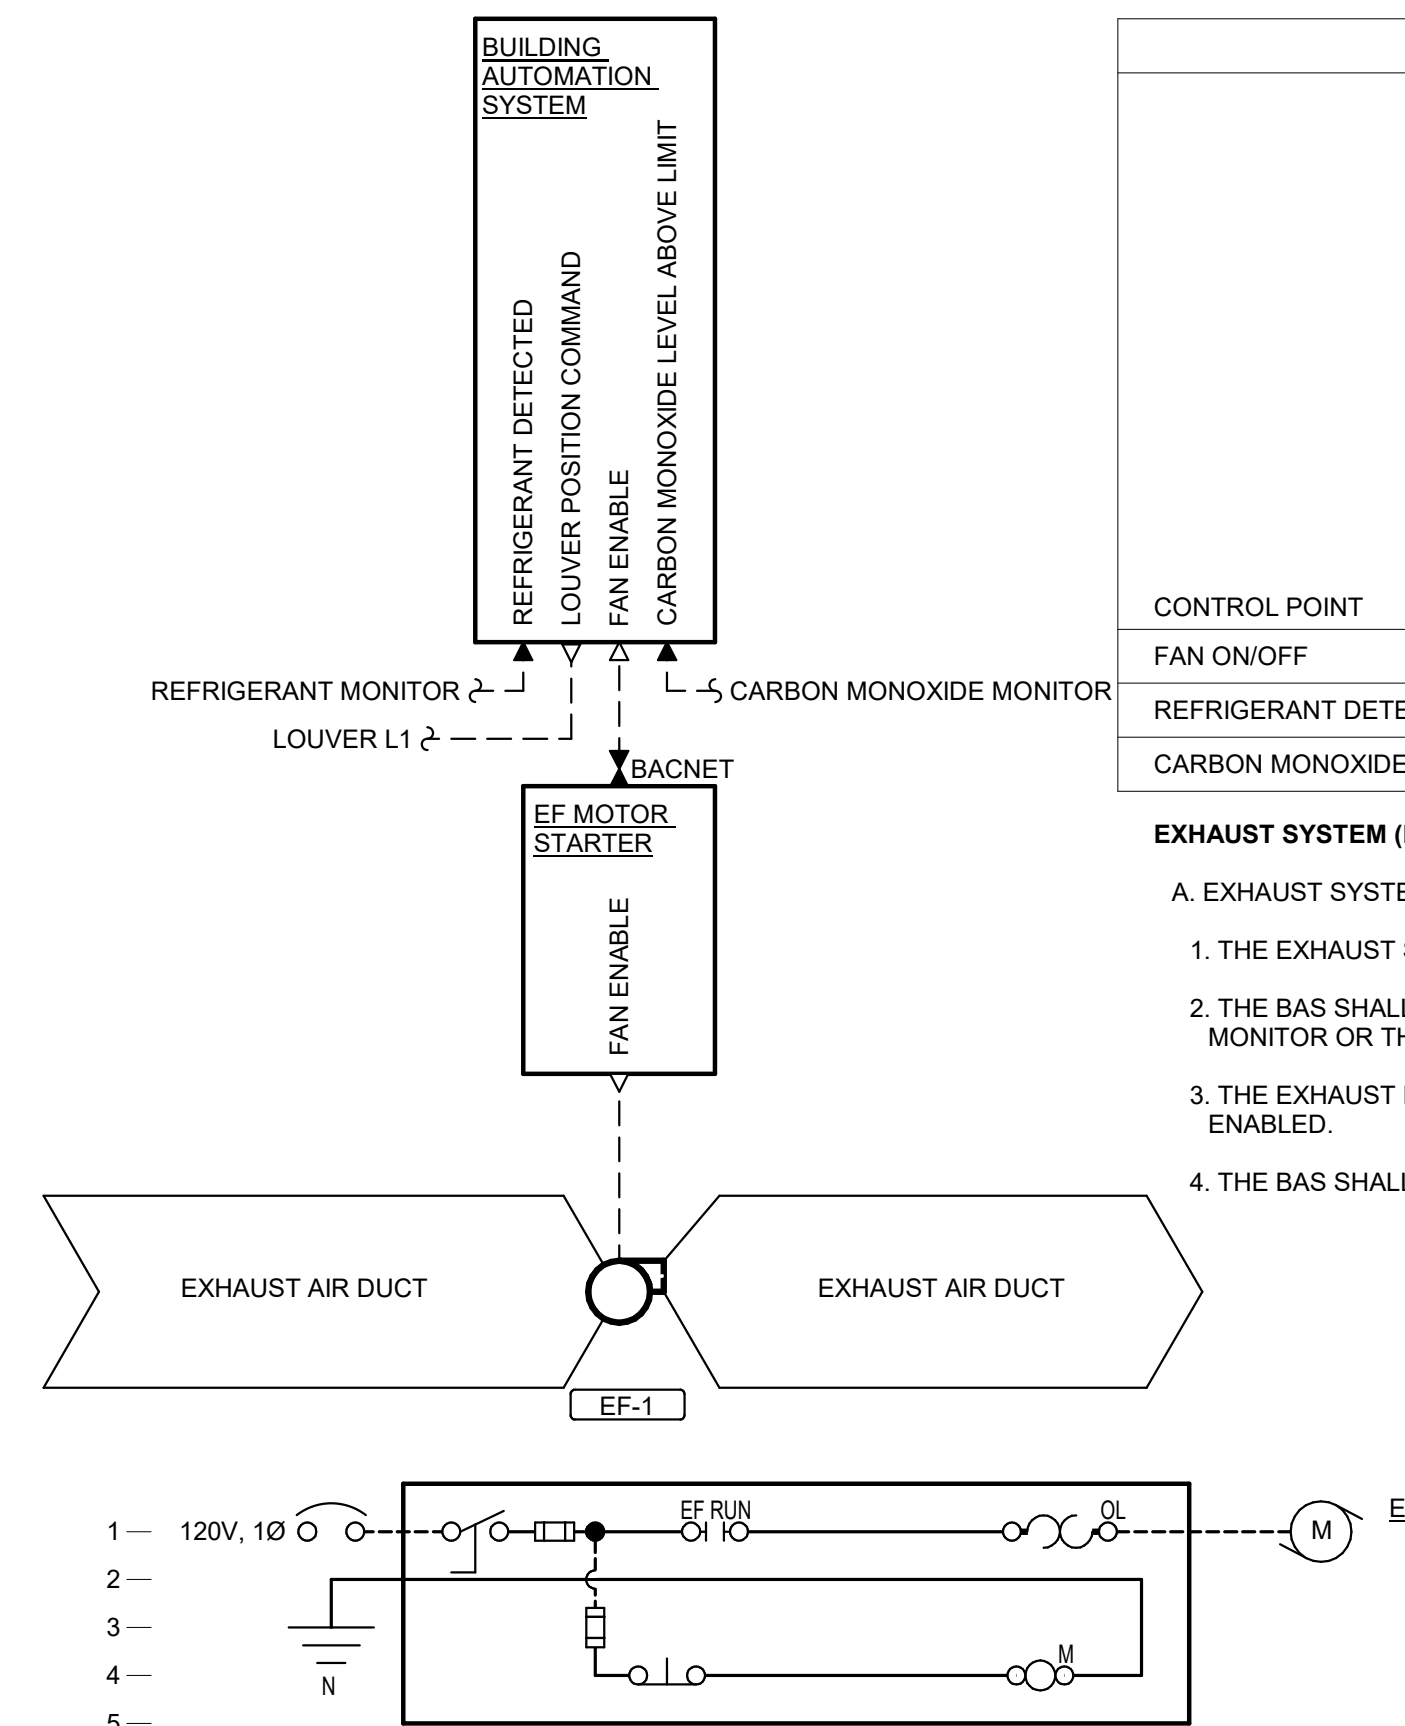 BUILDING
AUTOMATION
SYSTEM
REFRIGERANT DETECTED
LOUVER POSITION COMMAND
FAN ENABLE
CARBON MONOXIDE LEVEL ABOVE LIMIT
REFRIGERANT MONITOR
CARBON MONOXIDE MONITOR
LOUVER L1
BACNET
EF MOTOR
STARTER
FAN ENABLE
EXHAUST AIR DUCT
EXHAUST AIR DUCT
EF-1
CONTROL POINT
FAN ON/OFF
REFRIGERANT
CARBON MONOXIDE
EXHAUST SYSTEM (
A. EXHAUST
1. THE EXHAUST
2. THE BAS SHALL
MONITOR OR
3. THE EXHAUST
ENABLED.
4. THE BAS SHALL
1
120V, 1Ø
EF RUN
OL
M
2
3
4
N
M
5